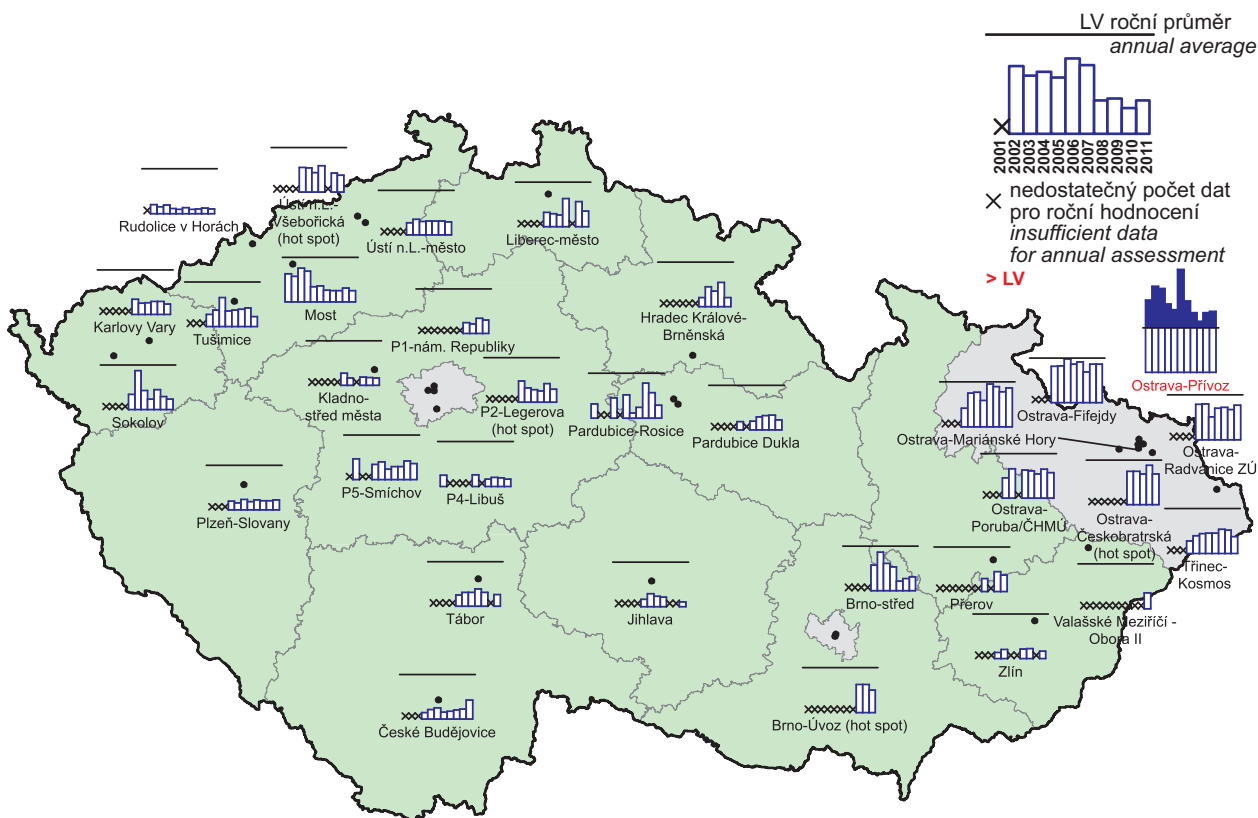 LV roční průměr
annual average
2001
2002
2003
2004
2005
2006
2007
2008
2009
2010
2011
nedostatečný počet dat
pro roční hodnocení
insufficient data
for annual assessment
> LV
Ostrava-Přívoz
Rudolice v Horách
Ústí n.L.-
Všebořická
(hot spot)
Ústí n.L.-město
Liberec-město
Karlovy Vary
Tušimice
Most
P1-nám. Republiky
Hradec Králové-
Brněnská
Sokolov
Kladno-
střed města
P2-Legerova
(hot spot)
Pardubice-Rosice
Pardubice Dukla
Ostrava-Mariánské Hory
Ostrava-Fifejdy
Ostrava-
Radvanice ZÚ
Plzeň-Slovany
P5-Smíchov
P4-Libuš
Ostrava-
Poruba/ČHMÚ
Ostrava-
Českobratrská
(hot spot)
Třinec-
Kosmos
Tábor
Jihlava
Brno-střed
Přerov
Valašské Meziříčí -
Obora II
Zlín
České Budějovice
Brno-Úvoz (hot spot)